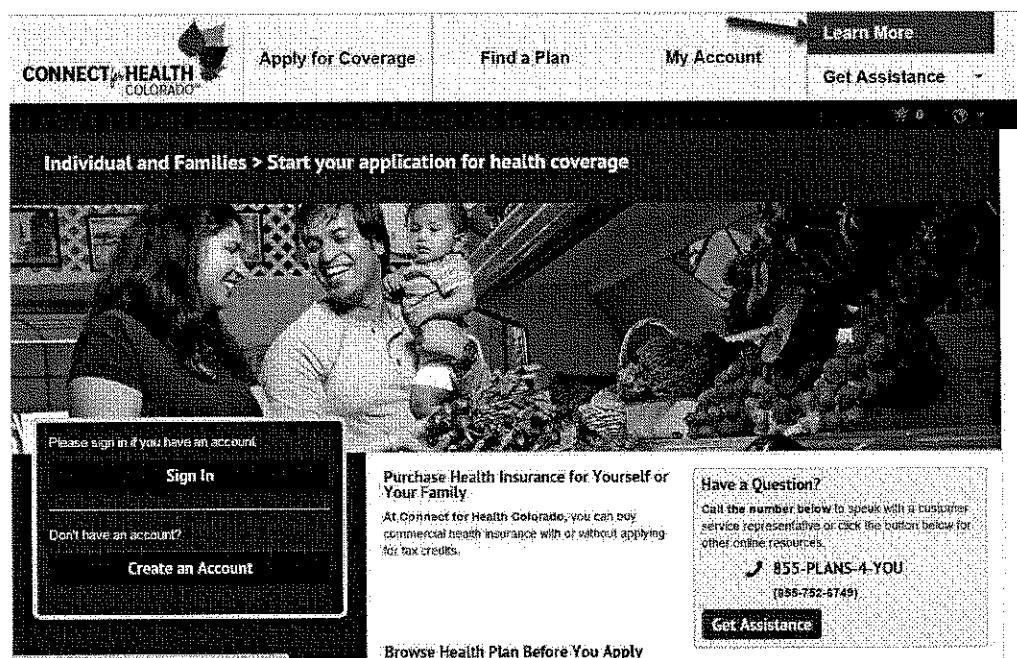 CONNECT for HEALTH
COLORADO
Apply for Coverage
Find a Plan
My Account
Learn More
Get Assistance
0
Individual and Families > Start your application for health coverage
Please sign in if you have an account.
Sign In
Don't have an account?
Create an Account
Purchase Health Insurance for Yourself or
Your Family
At Connect for Health Colorado, you can buy
commercial health insurance with or without applying
for tax credits.
Browse Health Plan Before You Apply
Have a Question?
Call the number below to speak with a customer
service representative or click the button below for
other online resources.
855-PLANS-4-YOU
(855-752-6749)
Get Assistance